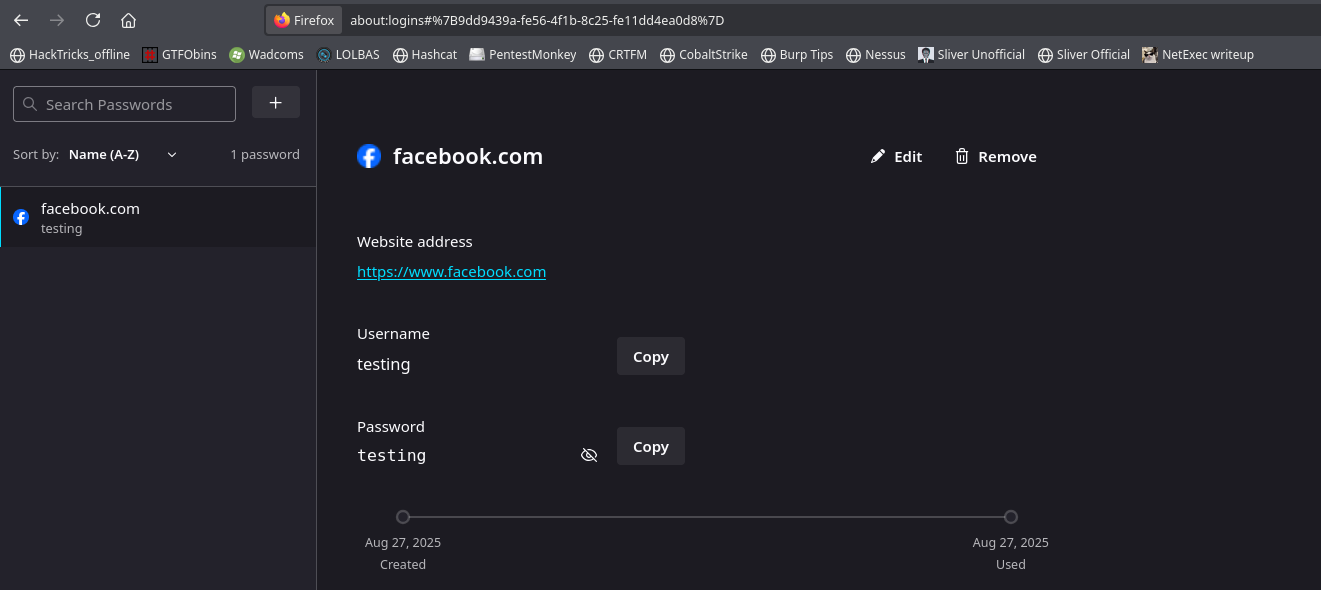 Firefox about:logins#%7B9dd9439a-fe56-4f1b-8c25-fe11dd4ea0d8%7D
HackTricks_offline GTFObins Wadcoms LOLBAS Hashcat PentestMonkey CRTFM CobaltStrike Burp Tips Nessus Sliver Unofficial Sliver Official NetExec writeup
Search Passwords +
Sort by: Name (A-Z) 1 password
facebook.com
testing
facebook.com Edit Remove
Website address
https://www.facebook.com
Username
testing Copy
Password
testing Copy
Aug 27, 2025 Aug 27, 2025
Created Used